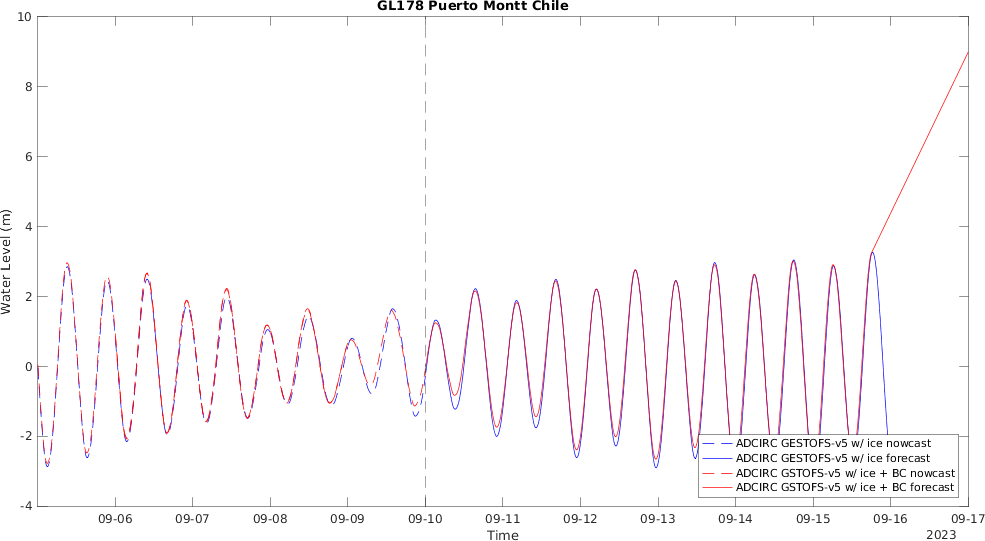 GL178 Puerto Montt Chile
10
8
6
4
2
0
-2
-4
Water Level (m)
ADCIRC GESTOFS-v5 w/ ice nowcast
ADCIRC GESTOFS-v5 w/ ice forecast
ADCIRC GSTOFS-v5 w/ ice + BC nowcast
ADCIRC GSTOFS-v5 w/ ice + BC forecast
09-06 09-07 09-08 09-09 09-10 09-11 09-12 09-13 09-14 09-15 09-16 09-17
Time
2023